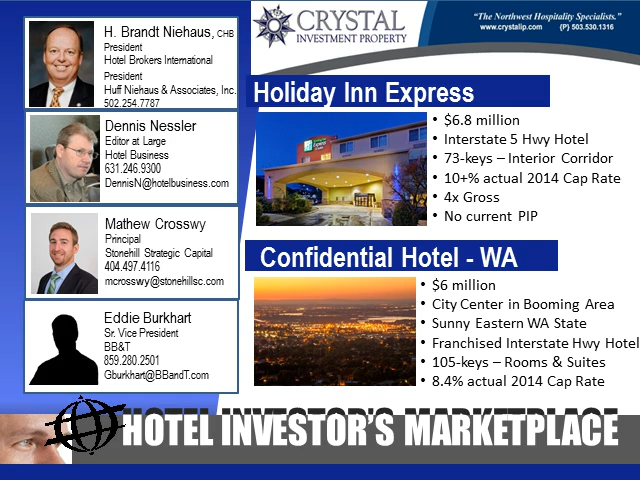 H. Brandt Niehaus, CHB
President
Hotel Brokers International
President
Huff Niehaus & Associates, Inc.
502.254.7787
Dennis Nessler
Editor at Large
Hotel Business
631.246.9300
DennisN@hotelbusiness.com
Mathew Crosswy
Principal
Stonehill Strategic Capital
404.497.4116
mcrosswy@stonehillsc.com
Eddie Burkhart
Sr. Vice President
BB&T
859.280.2501
Gburkhart@BBandT.com
CRYSTAL
INVESTMENT PROPERTY
"The Northwest Hospitality Specialists."
www.crystalip.com (P) 503.530.1316
Holiday Inn Express
• $6.8 million
• Interstate 5 Hwy Hotel
• 73-keys – Interior Corridor
• 10+% actual 2014 Cap Rate
• 4x Gross
• No current PIP
Confidential Hotel - WA
• $6 million
• City Center in Booming Area
• Sunny Eastern WA State
• Franchised Interstate Hwy Hotel
• 105-keys – Rooms & Suites
• 8.4% actual 2014 Cap Rate
HOTEL INVESTOR'S MARKETPLACE